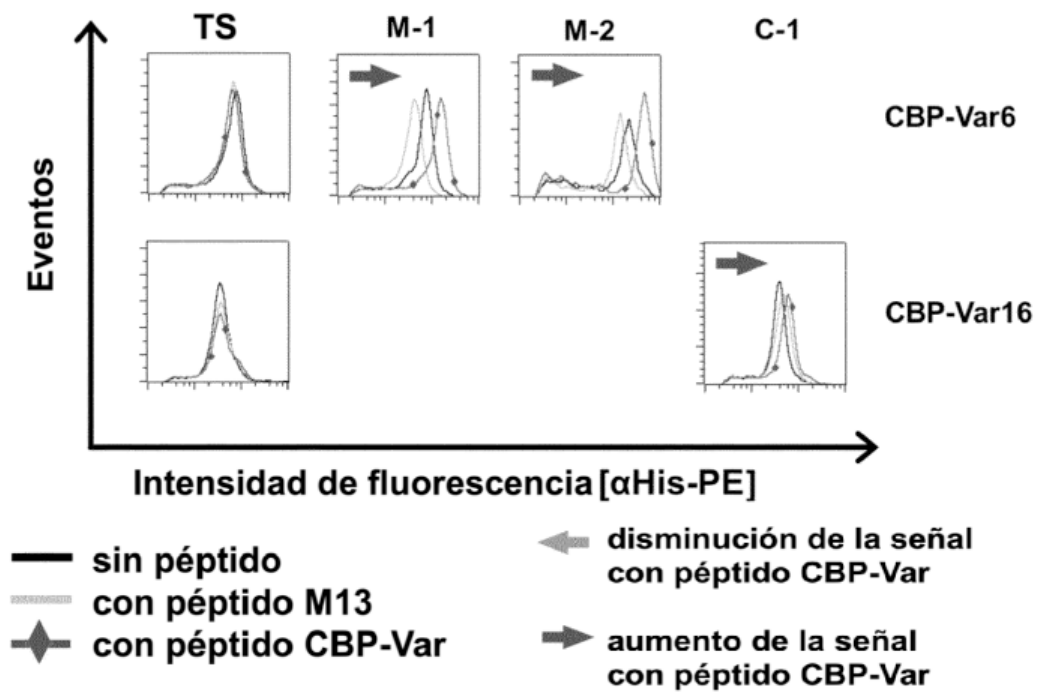 TS
M-1
M-2
C-1
CBP-Var6
CBP-Var16
Eventos
Intensidad de fluorescencia [αHis-PE]
sin péptido
con péptido M13
con péptido CBP-Var
disminución de la señal
con péptido CBP-Var
aumento de la señal
con péptido CBP-Var